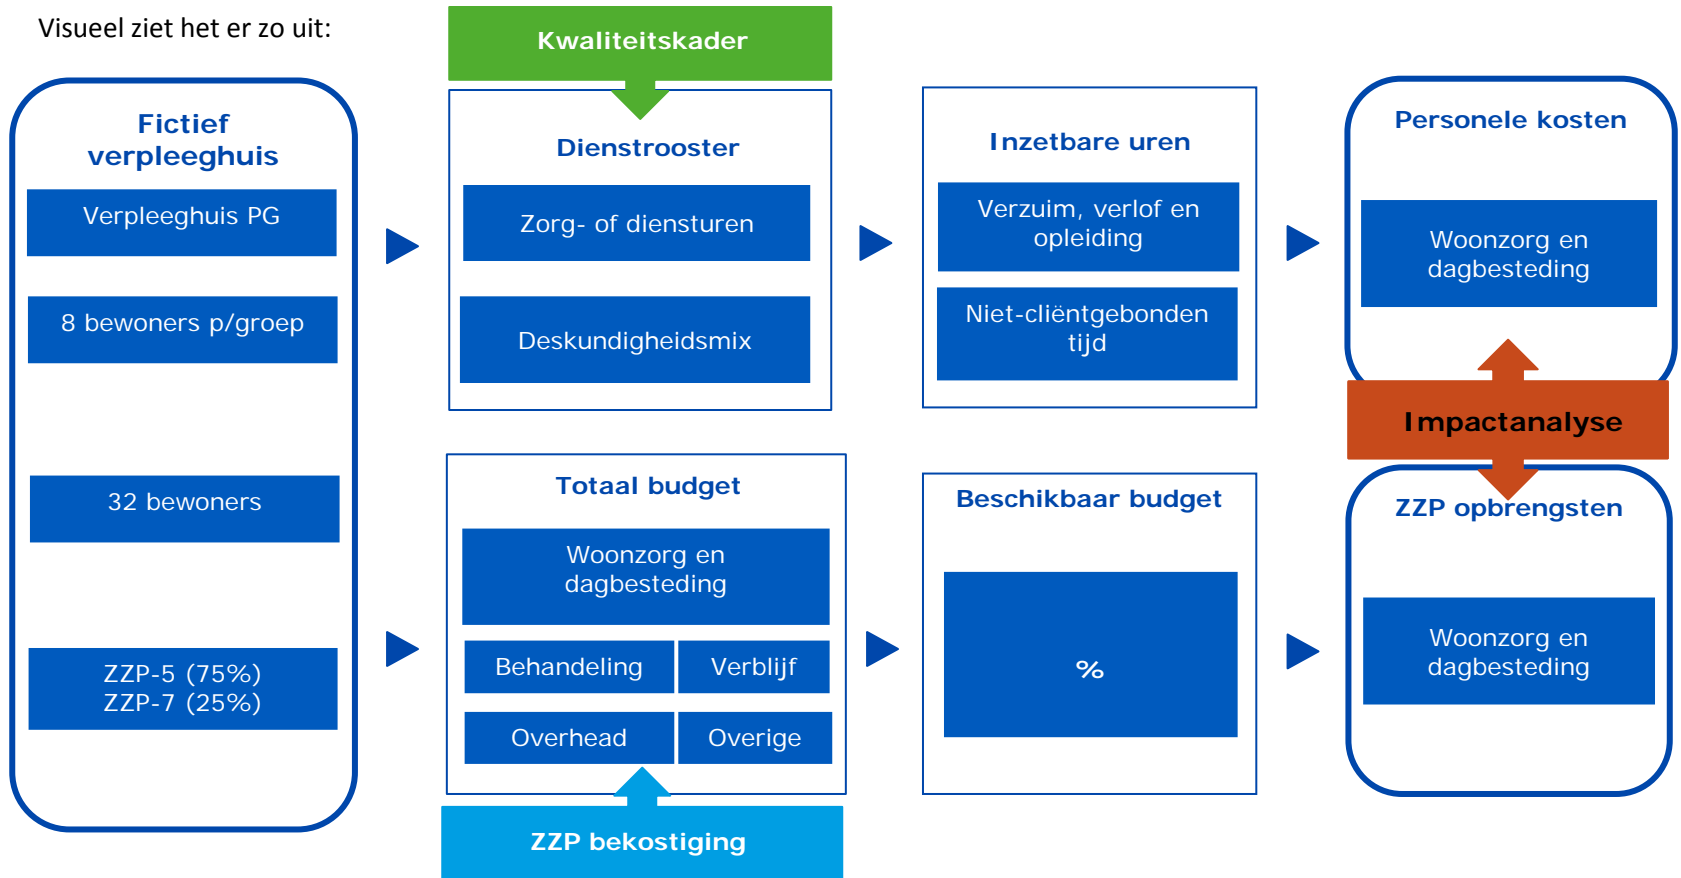 Visueel ziet het er zo uit:
Fictief
verpleeghuis
Verpleeghuis PG
8 bewoners p/groep
32 bewoners
ZZP-5 (75%)
ZZP-7 (25%)
Kwaliteitskader
Dienstrooster
Zorg- of diensturen
Deskundigheidsmix
Inzetbare uren
Verzuim, verlof en
opleiding
Niet-cliëntgebonden
tijd
Personele kosten
Woonzorg en
dagbesteding
Impactanalyse
Totaal budget
Woonzorg en
dagbesteding
Behandeling
Verblijf
Overhead
Overige
ZZP bekostiging
Beschikbaar budget
%
ZZP opbrengsten
Woonzorg en
dagbesteding